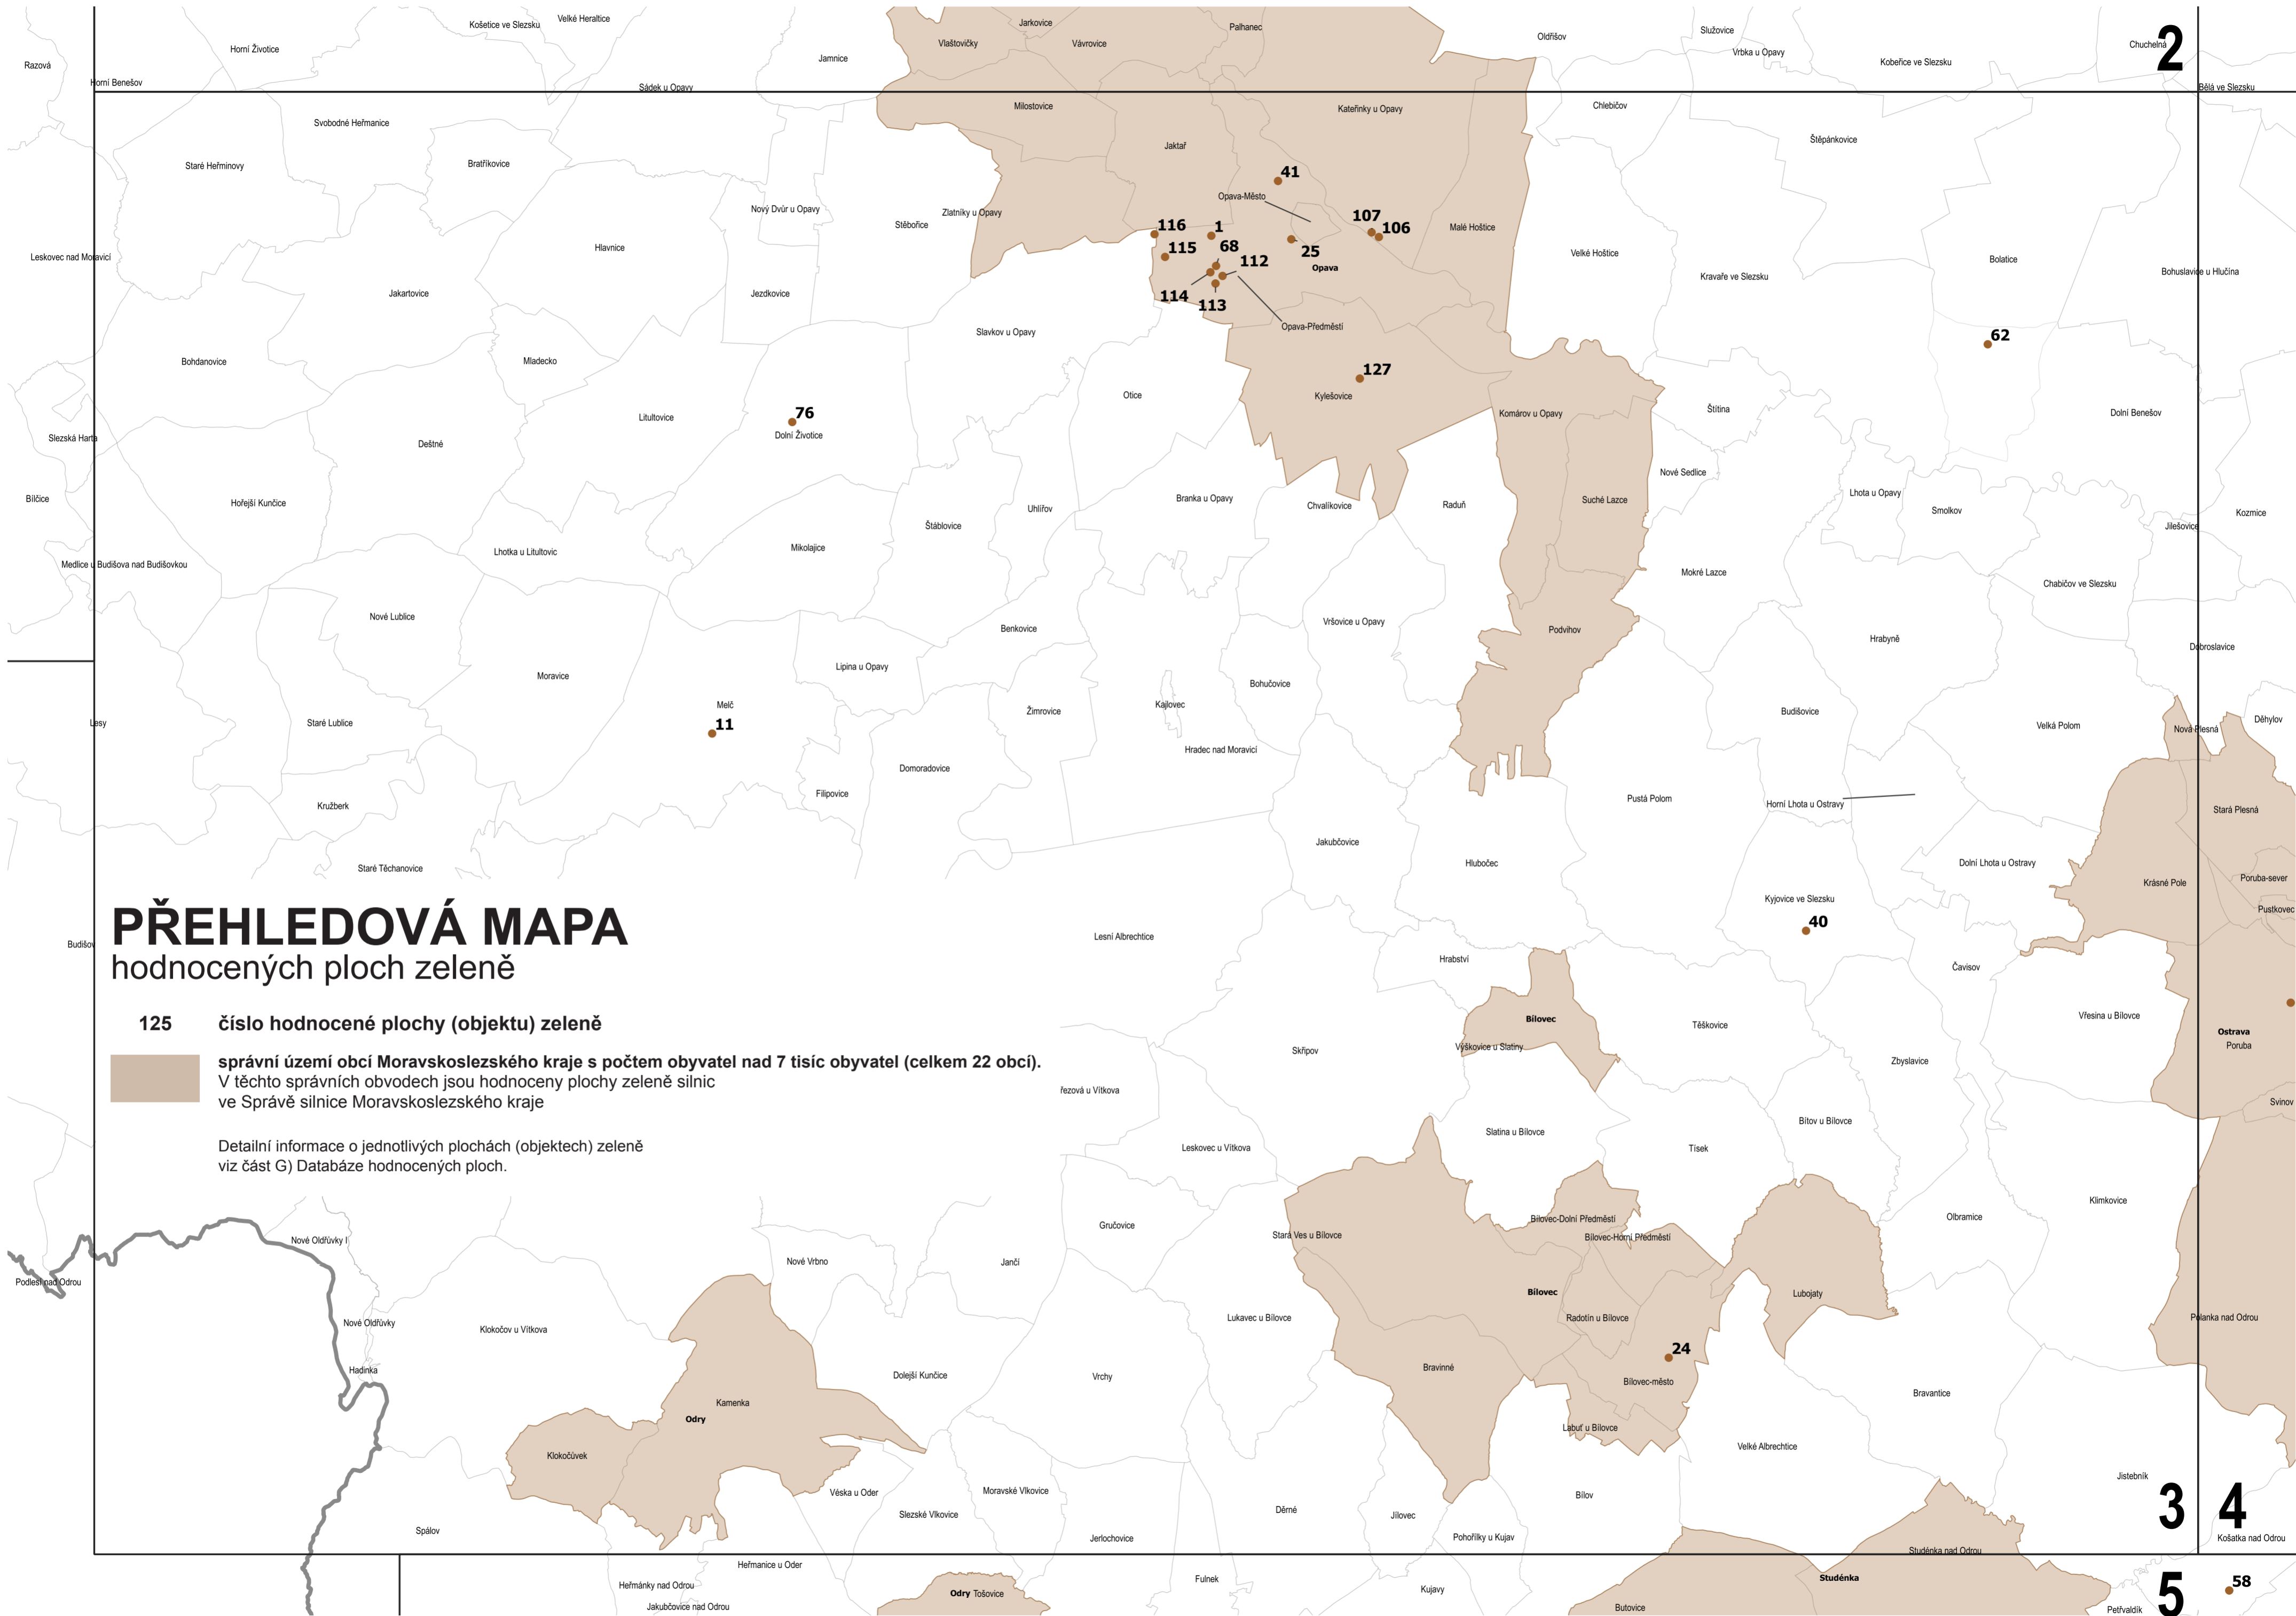 Košetice ve Slezsku
Velké Heraltice
Jarkovice
Palhanec
Oldřišov
Služovice
2
Razová
Horní Životice
Jamnice
Vlaštovičky
Vávrovice
Vrbka u Opavy
Kobeřice ve Slezsku
Chuchelná
Horní Benešov
Sádek u Opavy
Bělá ve Slezsku
Svobodné Heřmanice
Milostovice
Kateřinky u Opavy
Chlebičov
Štěpánkovice
Staré Heřminovy
Bratříkovice
Jaktař
41
Opava-Město
Nový Dvůr u Opavy
Stěbořice
Zlatníky u Opavy
116
1
107
106
Malé Hoštice
Hlavnice
115
68
112
25
Opava
Velké Hoštice
Leskovec nad Moravicí
Bolatice
Bohuslavice u Hlučína
Kravaře ve Slezsku
Jakartovice
Jezdkovice
114
113
Slavkov u Opavy
Opava-Předměstí
62
Bohdanovice
Mladecko
127
Kylešovice
Otice
Štítina
Komárov u Opavy
Dolní Benešov
76
Dolní Životice
Litultovice
Slezská Harta
Deštné
Bílčice
Hořejší Kunčice
Branka u Opavy
Chvalíkovice
Raduň
Suché Lazce
Nové Sedlice
Lhota u Opavy
Smolkov
Jilešovice
Kozmice
Uhlířov
Štáblovice
Lhotka u Litultovic
Mikolajice
Medlice u Budišova nad Budišovkou
Mokré Lazce
Chabičov ve Slezsku
Nové Lublice
Benkovice
Vršovice u Opavy
Podvihov
Hrabyně
Dobroslavice
Moravice
Lipina u Opavy
Bohučovice
Melč
11
Žimrovice
Kajlovec
Budišovice
Velká Polom
Nová Plesná
Děhylov
Lesy
Staré Lublice
Hradec nad Moravicí
Domoradovice
Filipovice
Kružberk
Pustá Polom
Horní Lhota u Ostravy
Stará Plesná
Jakubčovice
Hlubočec
Dolní Lhota u Ostravy
Staré Těchanovice
Krásné Pole
Poruba-sever
Pustkovec
Kyjovice ve Slezsku
40
PŘEHLEDOVÁ MAPA
hodnocených ploch zeleně
Budišov
Lesní Albrechtice
Hrabství
Čavisov
125 číslo hodnocené plochy (objektu) zeleně
Bílovec
Výškovice u Slatiny
Těškovice
Vřesina u Bílovce
Ostrava
Poruba
Skřipov
Zbyslavice
správní území obcí Moravskoslezského kraje s počtem obyvatel nad 7 tisíc obyvatel (celkem 22 obcí).
V těchto správních obvodech jsou hodnoceny plochy zeleně silnic
ve Správě silnice Moravskoslezského kraje
řezová u Vítkova
Svinov
Slatina u Bílovce
Bítov u Bílovce
Leskovec u Vítkova
Tísek
Detailní informace o jednotlivých plochách (objektech) zeleně
viz část G) Databáze hodnocených ploch.
Klimkovice
Olbramice
Bílovec-Dolní Předměstí
Bílovec-Horní Předměstí
Gručovice
Stará Ves u Bílovce
Nové Oldřůvky I
Podlesí nad Odrou
Nové Vrbno
Jančí
Bílovec
Lubojaty
Lukavec u Bílovce
Radotín u Bílovce
Polanka nad Odrou
Nové Oldřůvky
Klokočov u Vítkova
24
Bílovec-město
Hadinka
Dolejší Kunčice
Vrchy
Bravinné
Bravantice
Kamenka
Odry
Labuť u Bílovce
Velké Albrechtice
Klokočůvek
Jistebník
Véska u Oder
Moravské Vlkovice
Slezské Vlkovice
Děrné
Jílovec
Bílov
3
4
Spálov
Jerlochovice
Pohořílky u Kujav
Košatka nad Odrou
Studénka nad Odrou
Heřmanice u Oder
Heřmánky nad Odrou
Jakubčovice nad Odrou
Odry Tošovice
Fulnek
Kujavy
Studénka
Butovice
5
58
Petřvaldík